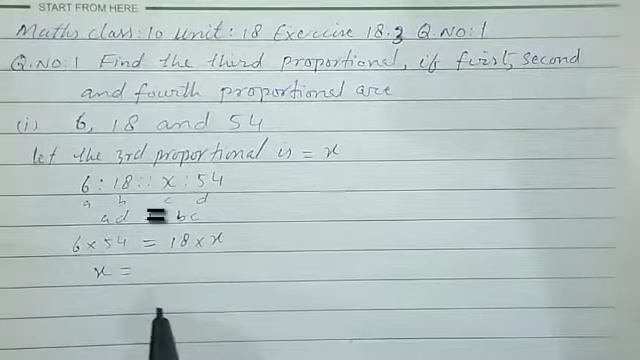 START FROM HERE
Maths class: 10 unit: 18 Exercise 18.3 Q.NO: 1
Q.NO: 1 Find the third proportional, if first, second
and fourth proportional are
(i) 6, 18 and 54
let the 3rd proportional is = x
6 : 18 :: x : 54
a b c d
ad = bc
6 × 54 = 18 × x
x =